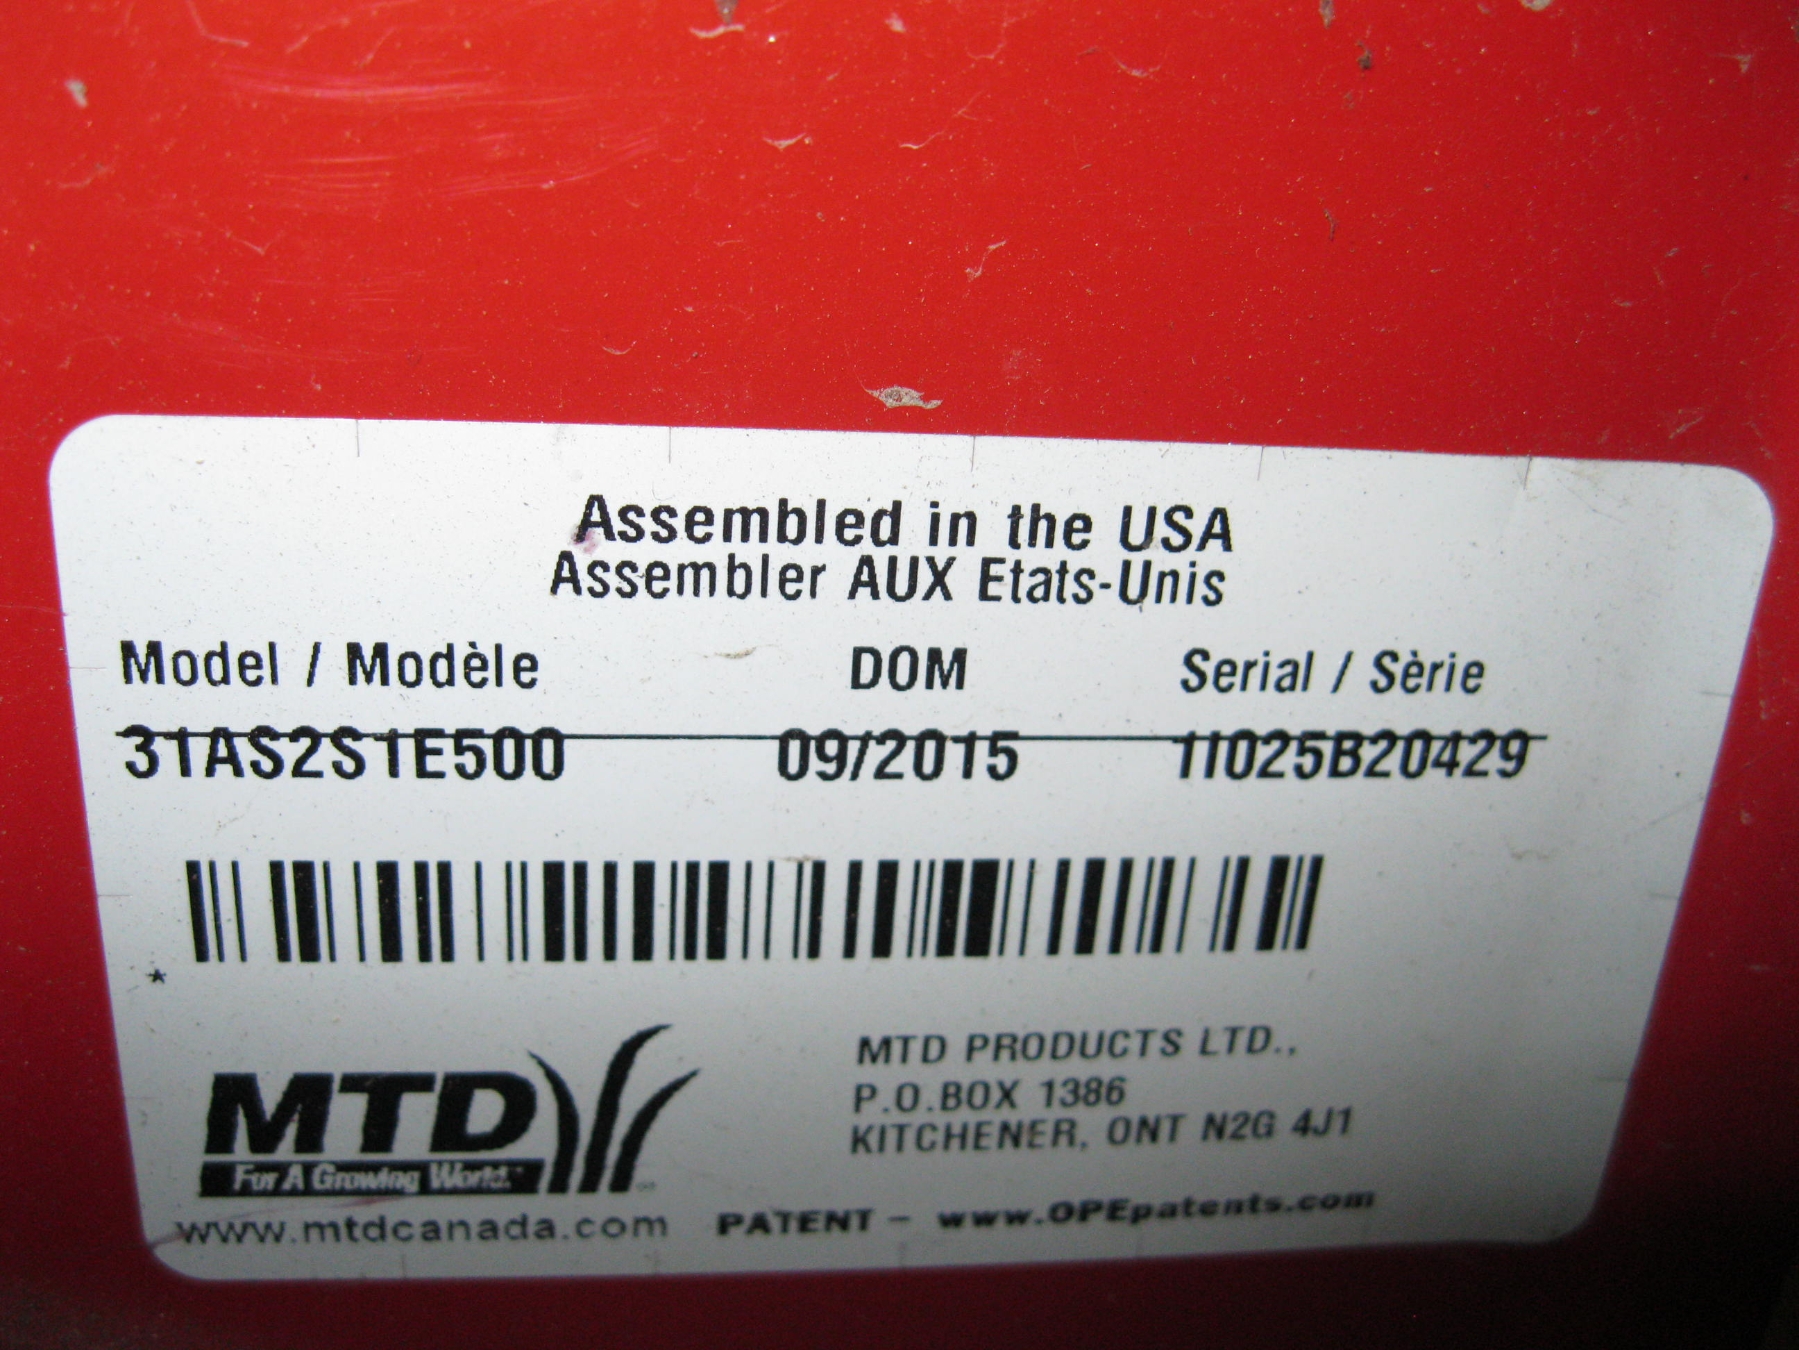 Assembled in the USA
Assembler AUX Etats-Unis
Model / Modèle DOM Serial / Sèrie
31AS2S1E500 09/2015 1I025B20429
*
MTD
For A Growing World.
MTD PRODUCTS LTD.,
P.O.BOX 1386
KITCHENER, ONT N2G 4J1
www.mtdcanada.com PATENT - www.OPEpatents.com